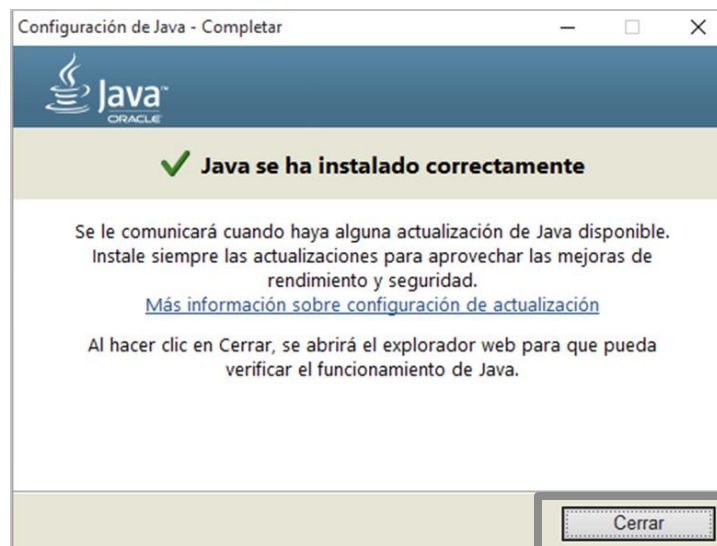 Configuración de Java - Completar
Java™
ORACLE
Java se ha instalado correctamente
Se le comunicará cuando haya alguna actualización de Java disponible.
Instale siempre las actualizaciones para aprovechar las mejoras de
rendimiento y seguridad.
Más información sobre configuración de actualización
Al hacer clic en Cerrar, se abrirá el explorador web para que pueda
verificar el funcionamiento de Java.
Cerrar